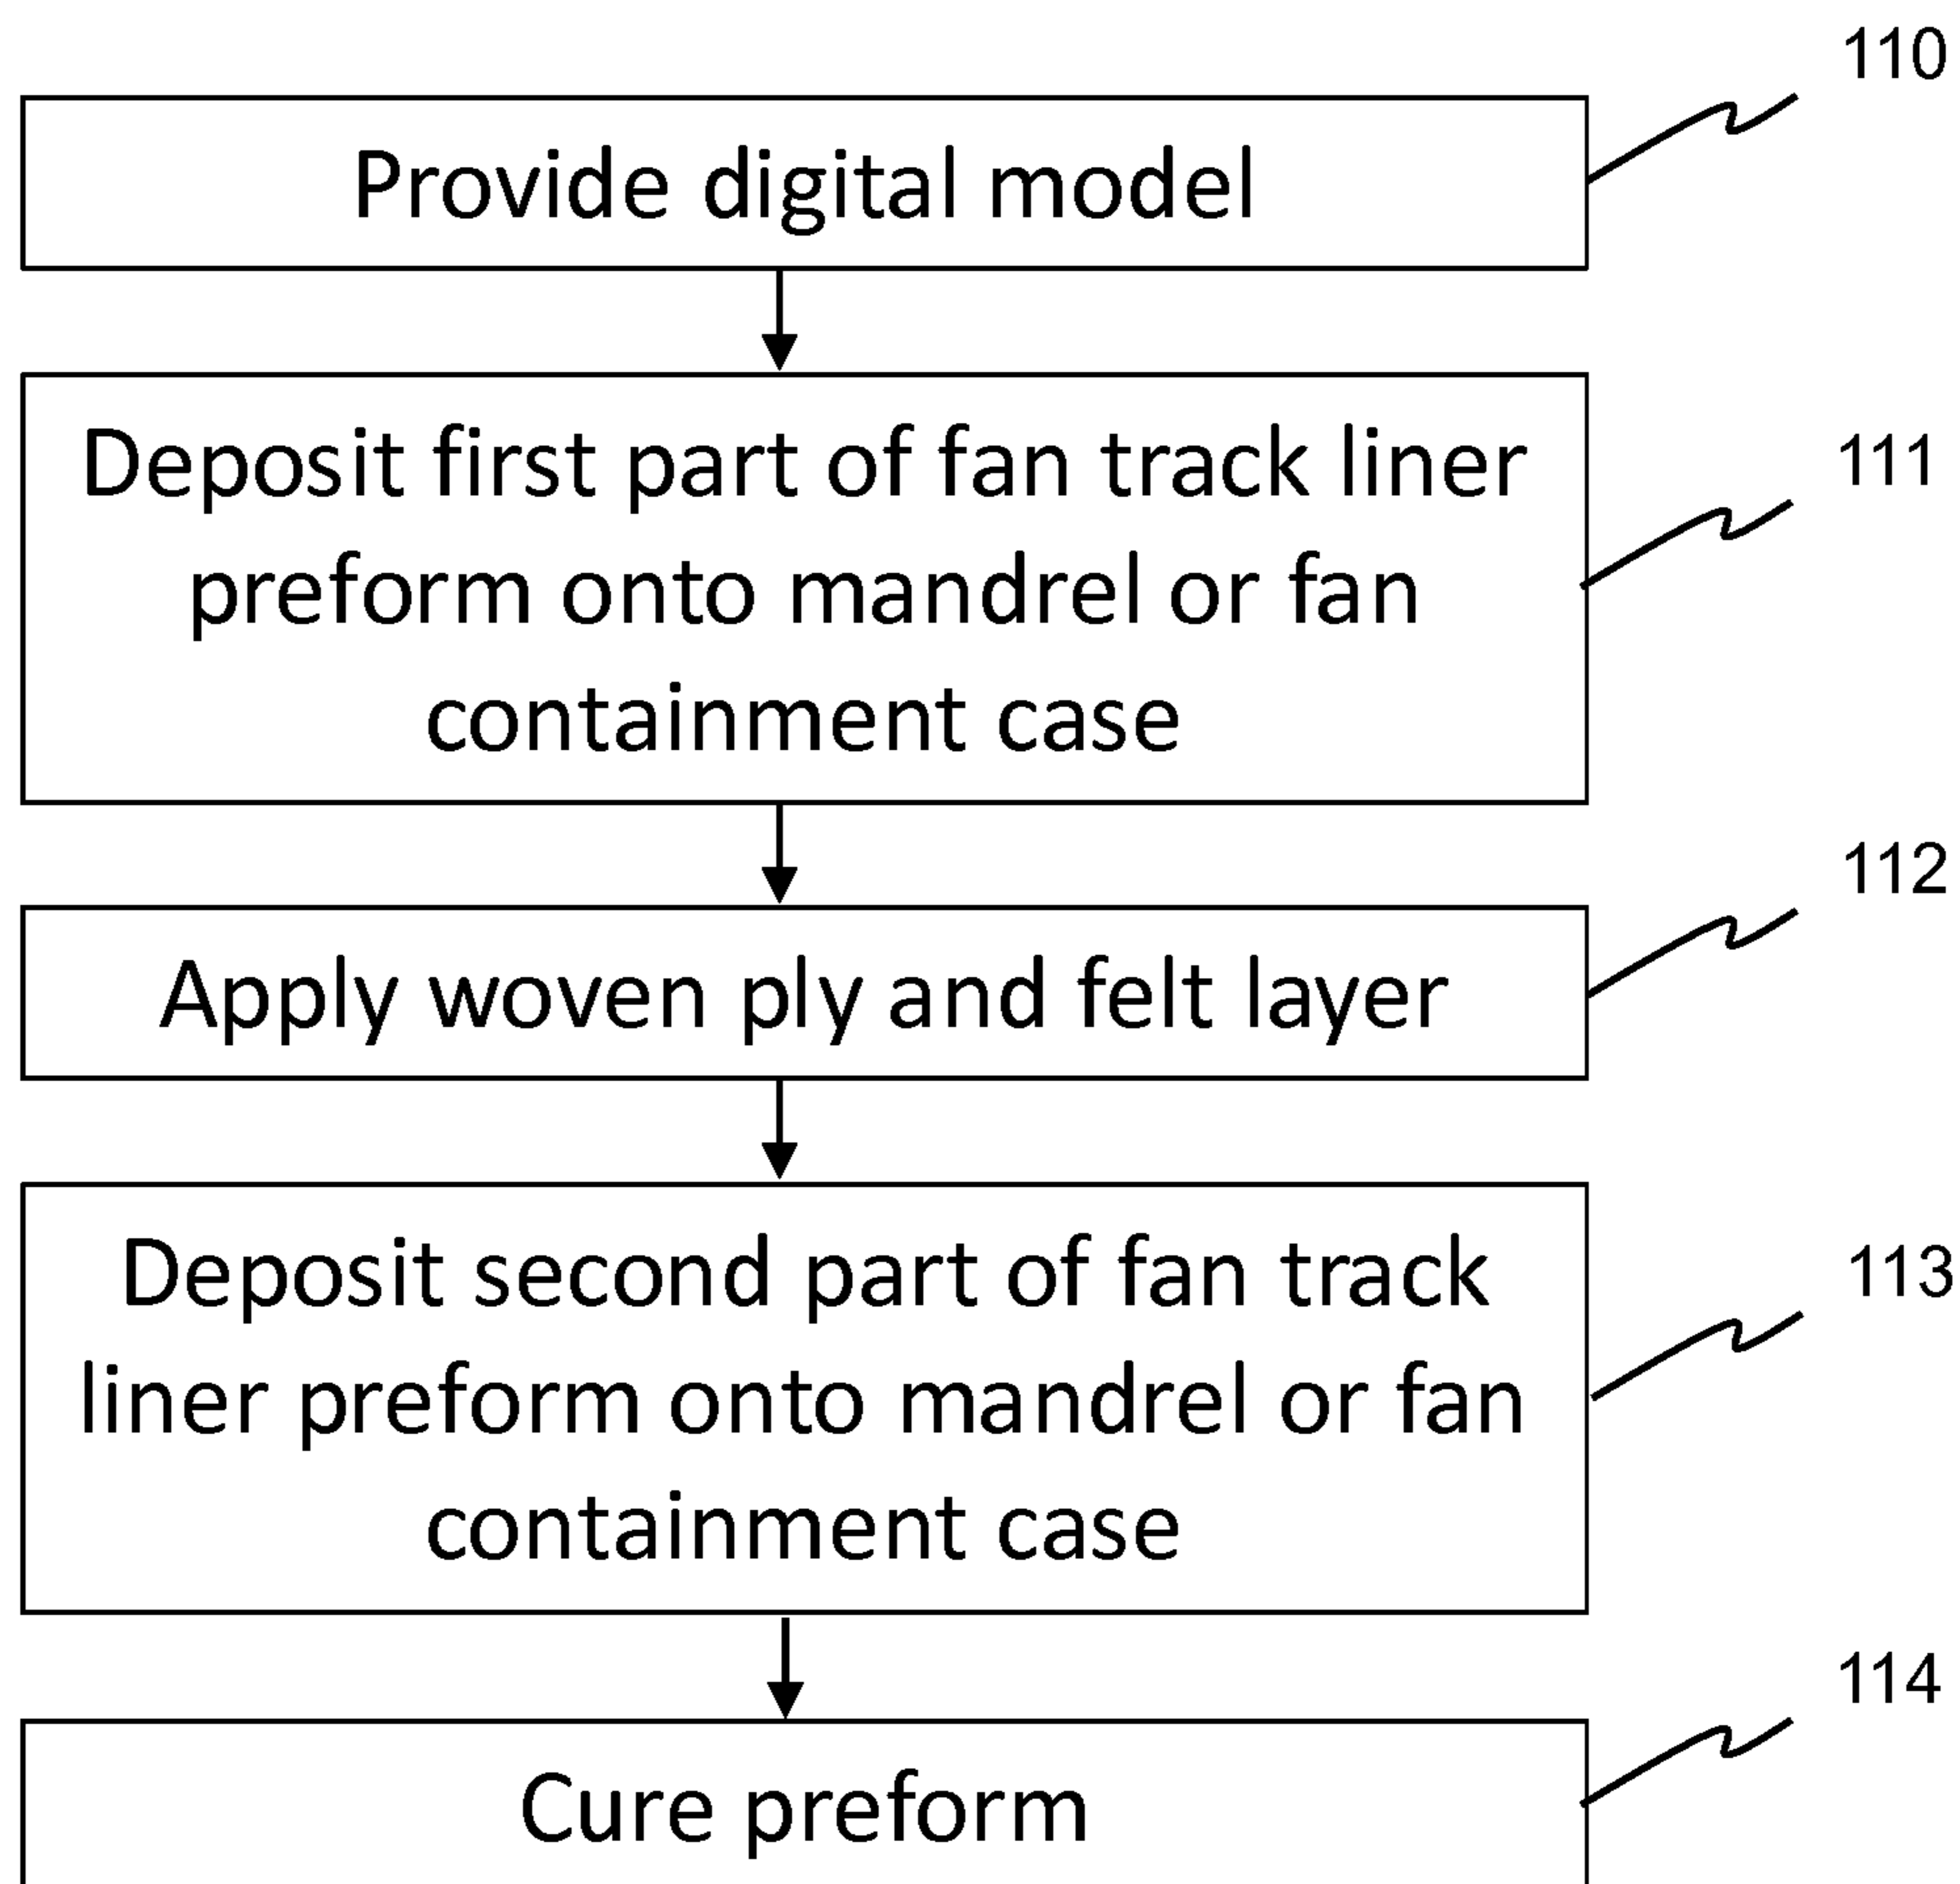 110
Provide digital model
Deposit first part of fan track liner
preform onto mandrel or fan
containment case
111
112
Apply woven ply and felt layer
Deposit second part of fan track
liner preform onto mandrel or fan
containment case
113
114
Cure preform